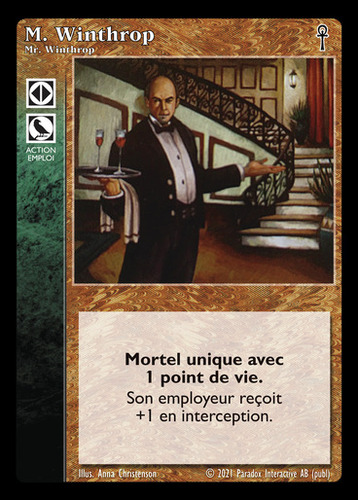 M. Winthrop
Mr. Winthrop
ACTION
EMPLOI
Mortel unique avec
1 point de vie.
Son employeur reçoit
+1 en interception.
Illus. Anna Christenson © 2021 Paradox Interactive AB (publ)